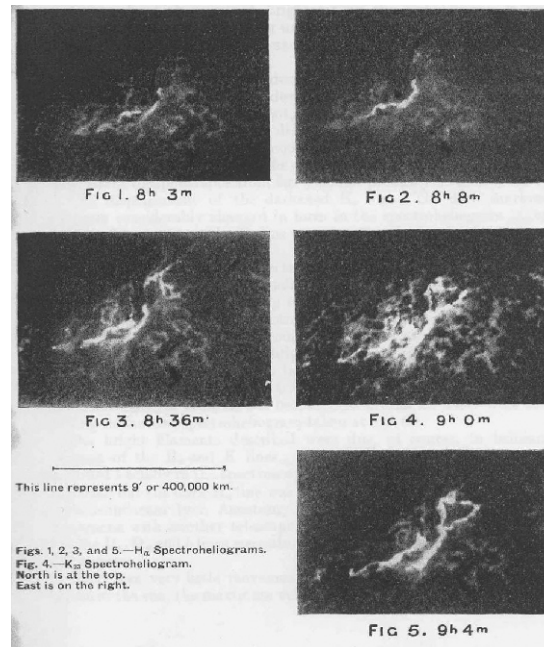 FIG 1. 8h 3m
FIG 2. 8h 8m
FIG 3. 8h 36m.
FIG 4. 9h 0m
This line represents 9' or 400,000 km.
Figs. 1, 2, 3, and 5.—Hα Spectroheliograms.
Fig. 4.—K₃₃ Spectroheliogram.
North is at the top.
East is on the right.
FIG 5. 9h 4m